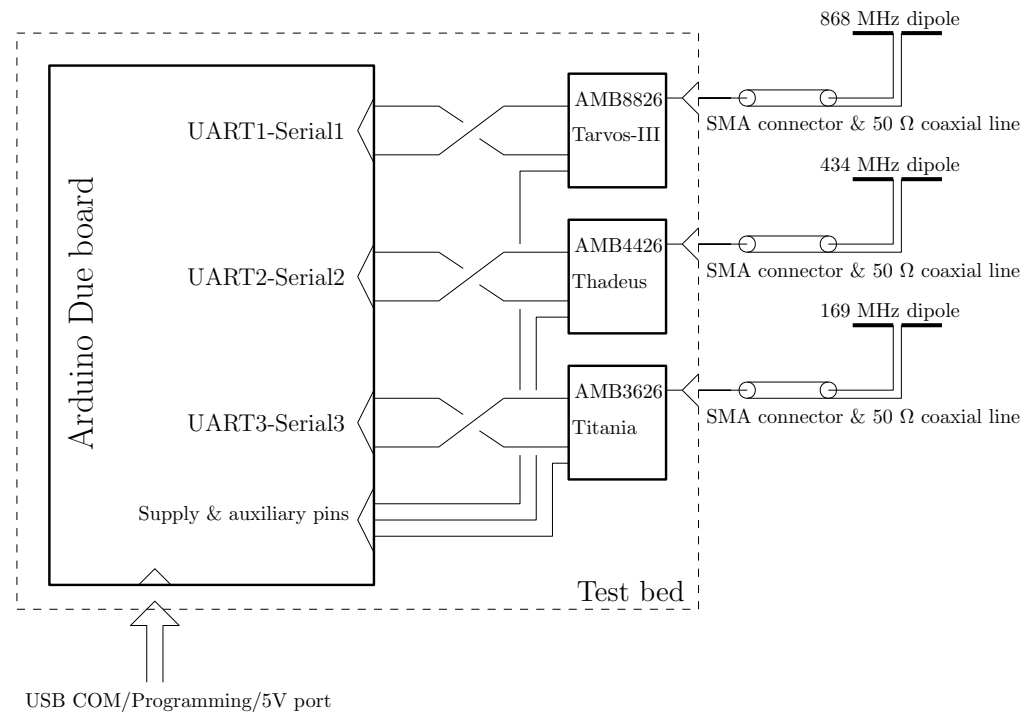 868 MHz dipole
AMB8826
UART1-Serial1
Tarvos-III
SMA connector & 50 Ω coaxial line
434 MHz dipole
Arduino Due board
AMB4426
UART2-Serial2
Thadeus
SMA connector & 50 Ω coaxial line
169 MHz dipole
AMB3626
UART3-Serial3
Titania
SMA connector & 50 Ω coaxial line
Supply & auxiliary pins
Test bed
USB COM/Programming/5V port